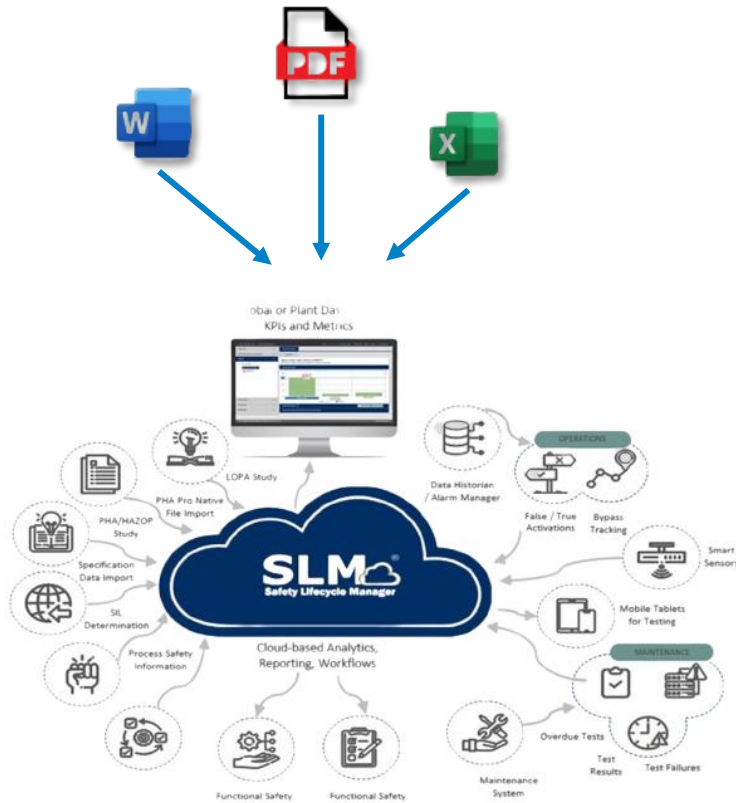 PDF
W
X
KPIs and Metrics
LOPA Study
PHA Pro Native
File Import
PHA/HAZOP
Study
Specification
Data Import
SIL
Determination
Process Safety
Information
SLM
®
Safety Lifecycle Manager
Cloud-based Analytics,
Reporting, Workflows
Functional Safety
Functional Safety
Data Historian
/ Alarm Manager
OPERATIONS
False / True
Activations
Bypass
Tracking
Smart
Sensors
Mobile Tablets
for Testing
MAINTENANCE
Overdue Tests
Test
Results
Test Failures
Maintenance
System